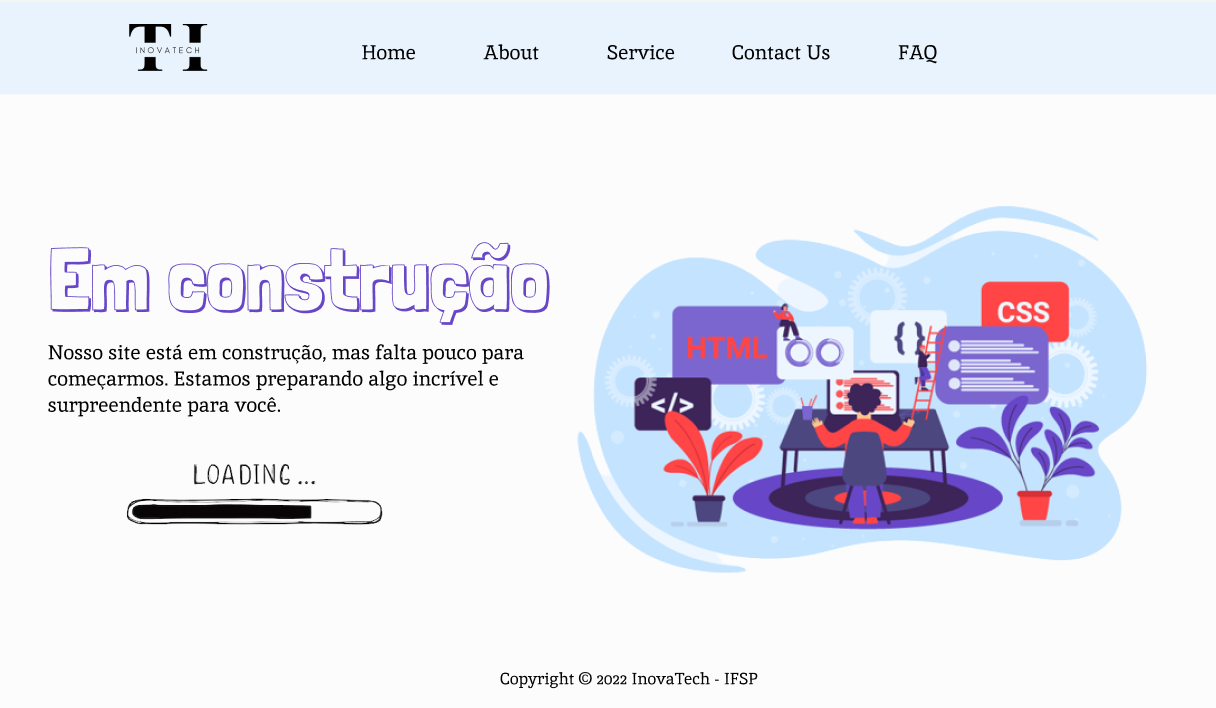 TI
INOVATECH
Home About Service Contact Us FAQ
Em construção
Nosso site está em construção, mas falta pouco para
começarmos. Estamos preparando algo incrível e
surpreendente para você.
LOADING ...
HTML
CSS
{ }
</>
Copyright © 2022 InovaTech - IFSP